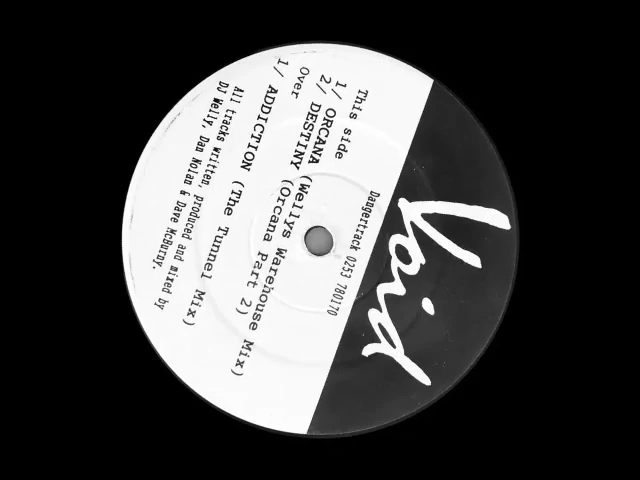 Void
Dangertrack 0253 780170
This side
1/ ORCANA (Wellys Warehouse Mix)
2/ DESTINY (Orcana part 2)
Over
1/ ADDICTION (The Tunnel Mix)
All tracks written, produced and mixed by
DJ Welly, Dan Nolan & Dave McBurny.